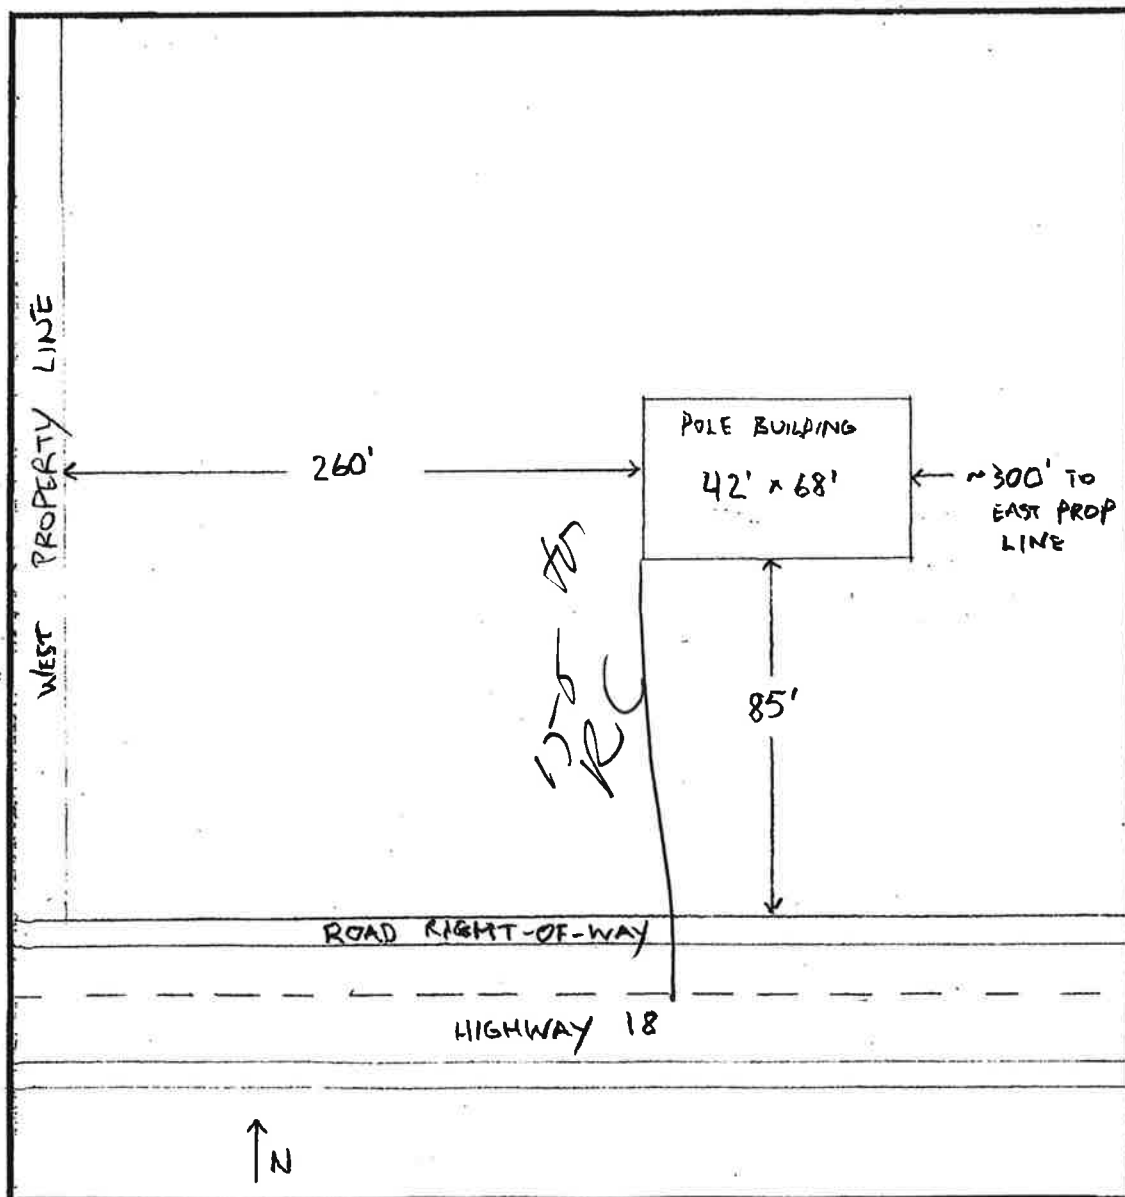 WEST PROPERTY LINE
POLE BUILDING
42' x 68'
260'
~300' TO
EAST PROP
LINE
85'
ROAD RIGHT-OF-WAY
HIGHWAY 18
N